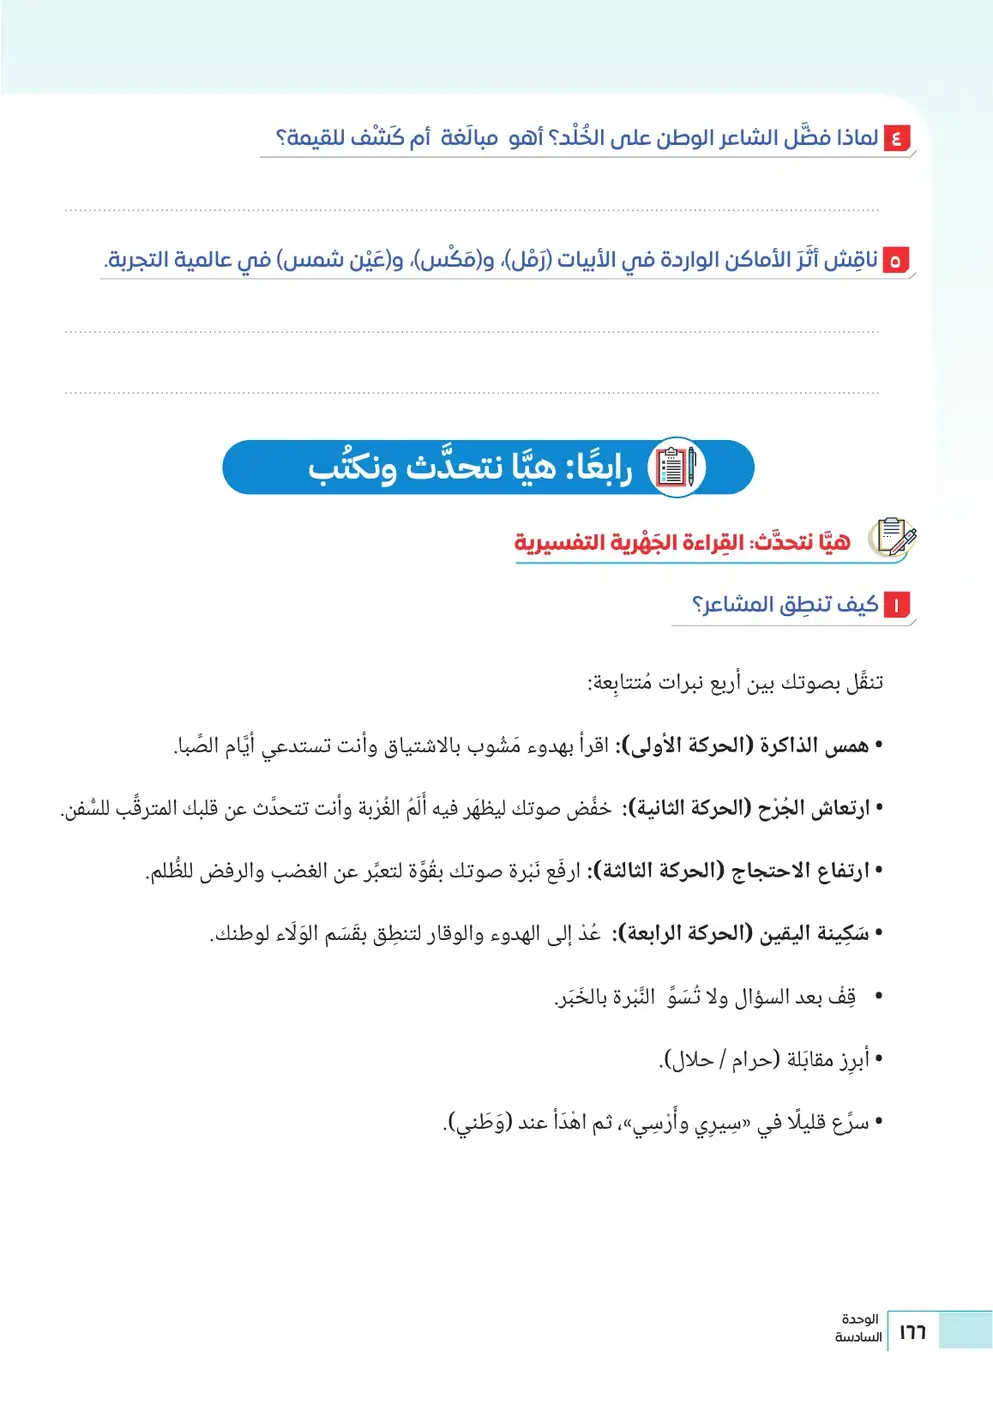 ٤ لماذا فضَّل الشاعر الوطن على الخُلْد؟ أهو مبالَغة أم كَشْف للقيمة؟
٥ ناقِش أثَرَ الأماكن الواردة في الأبيات (رَمْل)، و(مَكْس)، و(عَيْن شمس) في عالمية التجربة.
رابعًا: هيَّا نتحدَّث ونكتُب
هيَّا نتحدَّث: القِراءة الجَهْرية التفسيرية
١ كيف تنطِق المشاعر؟
تنقَّل بصوتك بين أربع نبرات مُتتابِعة:
• همس الذاكرة (الحركة الأولى): اقرأ بهدوء مَشُوب بالاشتياق وأنت تستدعي أيَّام الصِّبا.
• ارتعاش الجُرْح (الحركة الثانية): خفِّض صوتك ليظهَر فيه أَلَمُ الغُرْبة وأنت تتحدَّث عن قلبك المترقِّب للسُّفن.
• ارتفاع الاحتجاج (الحركة الثالثة): ارفَع نَبْرة صوتك بقُوَّة لتعبِّر عن الغضب والرفض للظُّلم.
• سَكِينة اليقين (الحركة الرابعة): عُدْ إلى الهدوء والوقار لتنطِق بقَسَم الوَلَاء لوطنك.
• قِفْ بعد السؤال ولا تُسَوِّ النَّبْرة بالخَبَر.
• أبرِز مقابَلة (حرام / حلال).
• سرِّع قليلًا في «سِيرِي وأَرْسِي»، ثم اهْدَأ عند (وَطَني).
الوحدة
السادسة
١٦٦